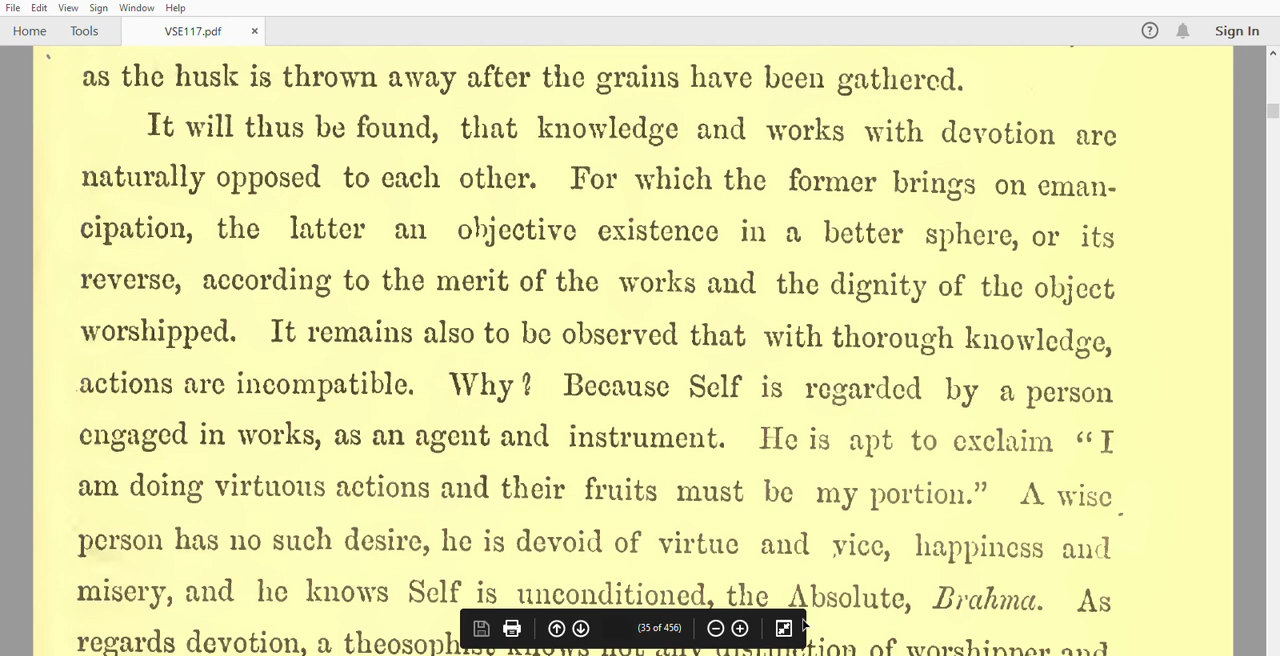 File Edit View Sign Window Help
Home Tools VSE117.pdf × ? Sign In
as the husk is thrown away after the grains have been gathered.
It will thus be found, that knowledge and works with devotion are
naturally opposed to each other. For which the former brings on eman-
cipation, the latter an objective existence in a better sphere, or its
reverse, according to the merit of the works and the dignity of the object
worshipped. It remains also to be observed that with thorough knowledge,
actions are incompatible. Why? Because Self is regarded by a person
engaged in works, as an agent and instrument. He is apt to exclaim “I
am doing virtuous actions and their fruits must be my portion.” A wise
person has no such desire, he is devoid of virtue and vice, happiness and
misery, and he knows Self is unconditioned, the Absolute, Brahma. As
regards devotion, a of worshipper and
(35 of 456)